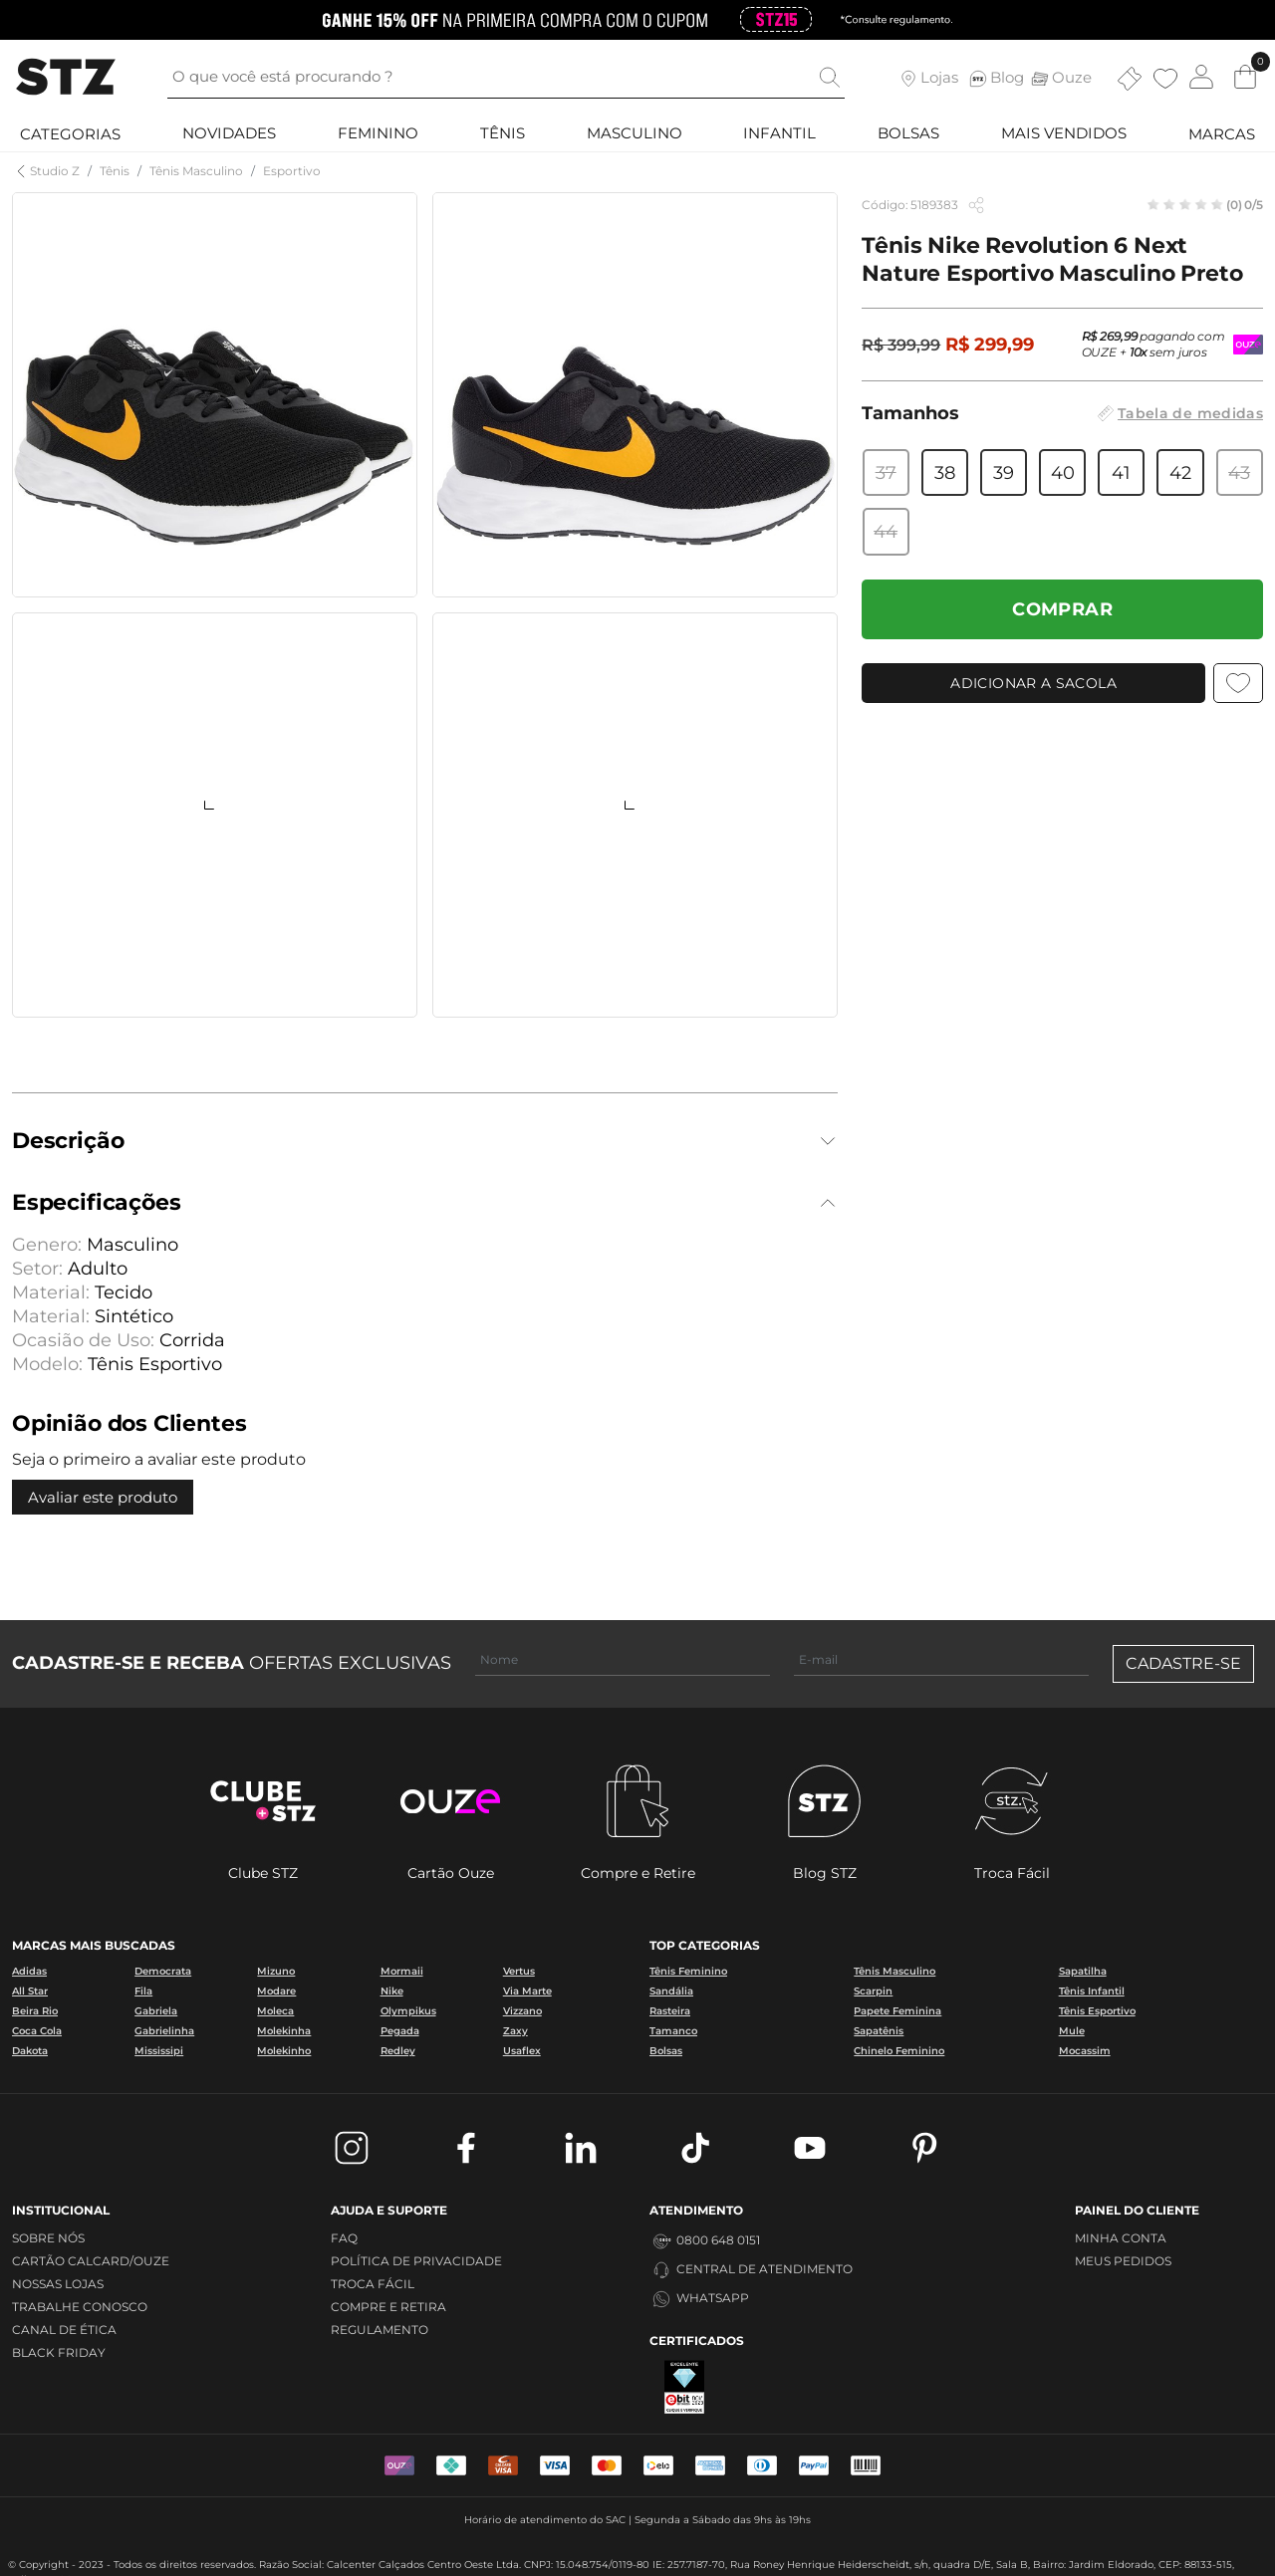 GANHE 15% OFF NA PRIMEIRA COMPRA COM O CUPOM STZ15 *Consulte regulamento.
STZ
O que você está procurando ?
Lojas
STZ
Blog
Ouze
0
CATEGORIAS
NOVIDADES
FEMININO
TÊNIS
MASCULINO
INFANTIL
BOLSAS
MAIS VENDIDOS
MARCAS
Studio Z / Tênis / Tênis Masculino / Esportivo
Código: 5189383
(0) 0/5
Tênis Nike Revolution 6 Next
Nature Esportivo Masculino Preto
R$ 399,99 R$ 299,99
R$ 269,99 pagando com
OUZE + 10x sem juros
OUZE
Tamanhos
Tabela de medidas
37
38
39
40
41
42
43
44
COMPRAR
ADICIONAR A SACOLA
Descrição
Especificações
Genero: Masculino
Setor: Adulto
Material: Tecido
Material: Sintético
Ocasião de Uso: Corrida
Modelo: Tênis Esportivo
Opinião dos Clientes
Seja o primeiro a avaliar este produto
Avaliar este produto
CADASTRE-SE E RECEBA OFERTAS EXCLUSIVAS
Nome
E-mail
CADASTRE-SE
CLUBE
+STZ
ouze
STZ
stz.
Clube STZ
Cartão Ouze
Compre e Retire
Blog STZ
Troca Fácil
MARCAS MAIS BUSCADAS
Adidas
All Star
Beira Rio
Coca Cola
Dakota
Democrata
Fila
Gabriela
Gabrielinha
Mississipi
Mizuno
Modare
Moleca
Molekinha
Molekinho
Mormaii
Nike
Olympikus
Pegada
Redley
Vertus
Via Marte
Vizzano
Zaxy
Usaflex
TOP CATEGORIAS
Tênis Feminino
Sandália
Rasteira
Tamanco
Bolsas
Tênis Masculino
Scarpin
Papete Feminina
Sapatênis
Chinelo Feminino
Sapatilha
Tênis Infantil
Tênis Esportivo
Mule
Mocassim
INSTITUCIONAL
SOBRE NÓS
CARTÃO CALCARD/OUZE
NOSSAS LOJAS
TRABALHE CONOSCO
CANAL DE ÉTICA
BLACK FRIDAY
AJUDA E SUPORTE
FAQ
POLÍTICA DE PRIVACIDADE
TROCA FÁCIL
COMPRE E RETIRA
REGULAMENTO
ATENDIMENTO
0800 648 0151
CENTRAL DE ATENDIMENTO
WHATSAPP
CERTIFICADOS
EXCELENTE
ebit
CLIQUE E VERIFIQUE
PAINEL DO CLIENTE
MINHA CONTA
MEUS PEDIDOS
OUZE
VISA
VISA
elo
PayPal
Horário de atendimento do SAC | Segunda a Sábado das 9hs às 19hs
© Copyright - 2023 - Todos os direitos reservados. Razão Social: Calcenter Calçados Centro Oeste Ltda. CNPJ: 15.048.754/0119-80 IE: 257.7187-70, Rua Roney Henrique Heiderscheidt, s/n, quadra D/E, Sala B, Bairro: Jardim Eldorado, CEP: 88133-515,